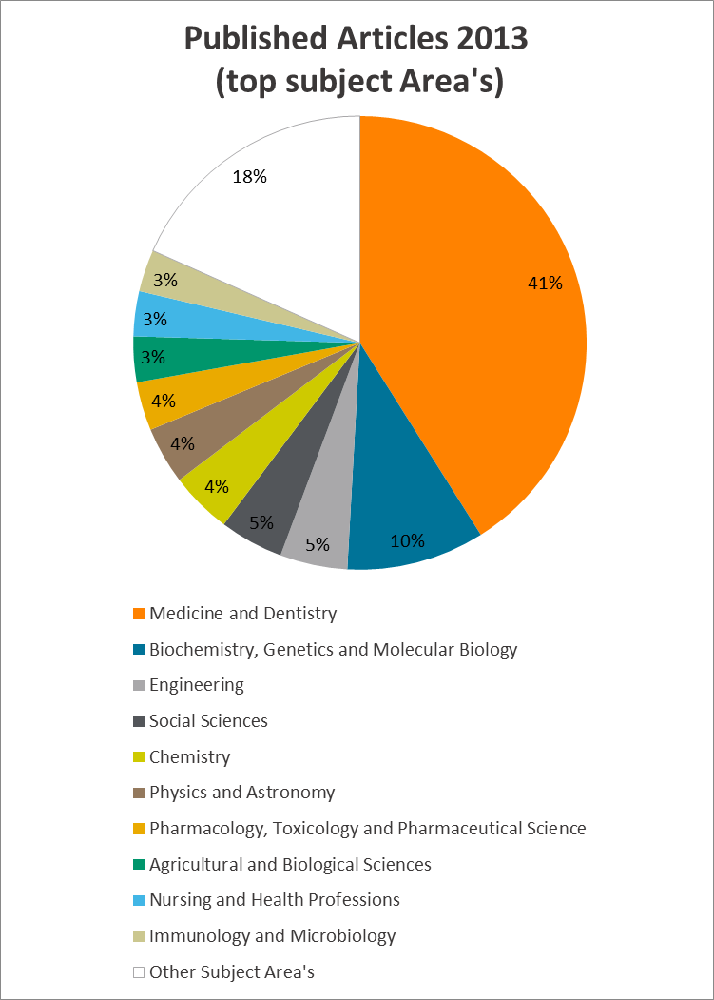 Published Articles 2013
(top subject Area's)
18%
41%
3%
3%
3%
4%
4%
4%
5%
5%
10%
Medicine and Dentistry
Biochemistry, Genetics and Molecular Biology
Engineering
Social Sciences
Chemistry
Physics and Astronomy
Pharmacology, Toxicology and Pharmaceutical Science
Agricultural and Biological Sciences
Nursing and Health Professions
Immunology and Microbiology
Other Subject Area's